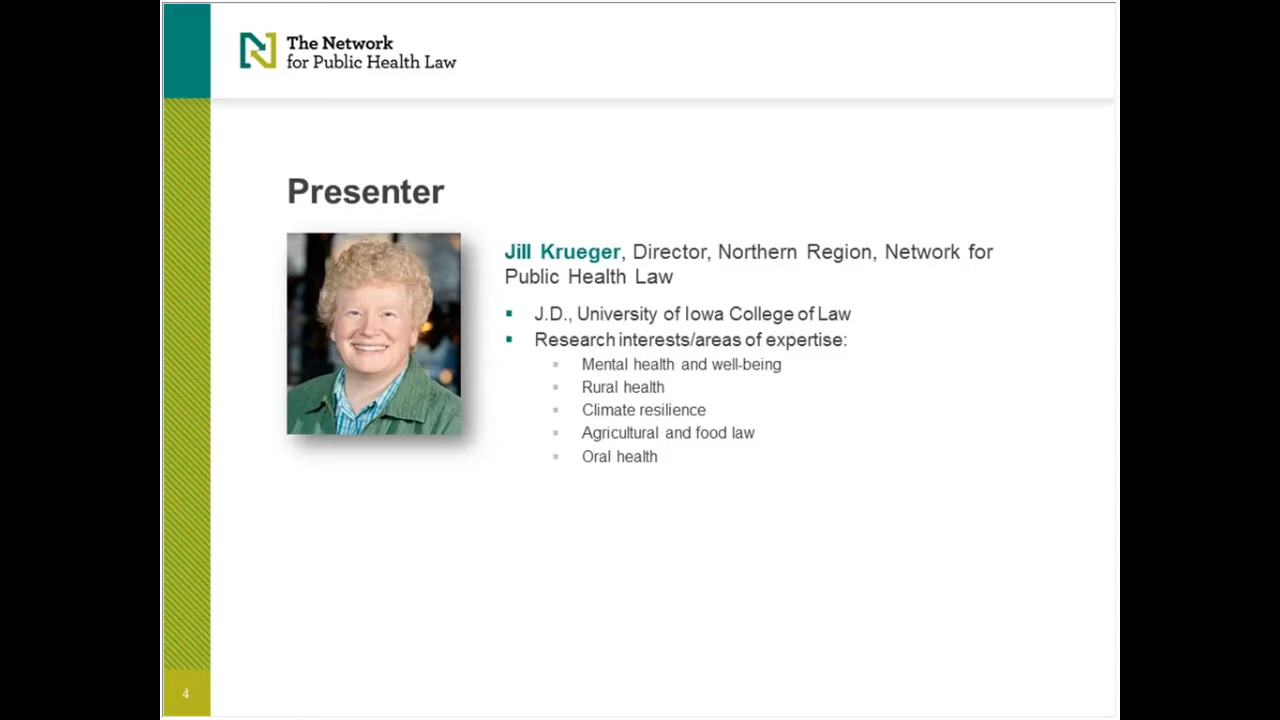 The Network
for Public Health Law
Presenter
Jill Krueger, Director, Northern Region, Network for
Public Health Law
J.D., University of Iowa College of Law
Research interests/areas of expertise:
Mental health and well-being
Rural health
Climate resilience
Agricultural and food law
Oral health
4